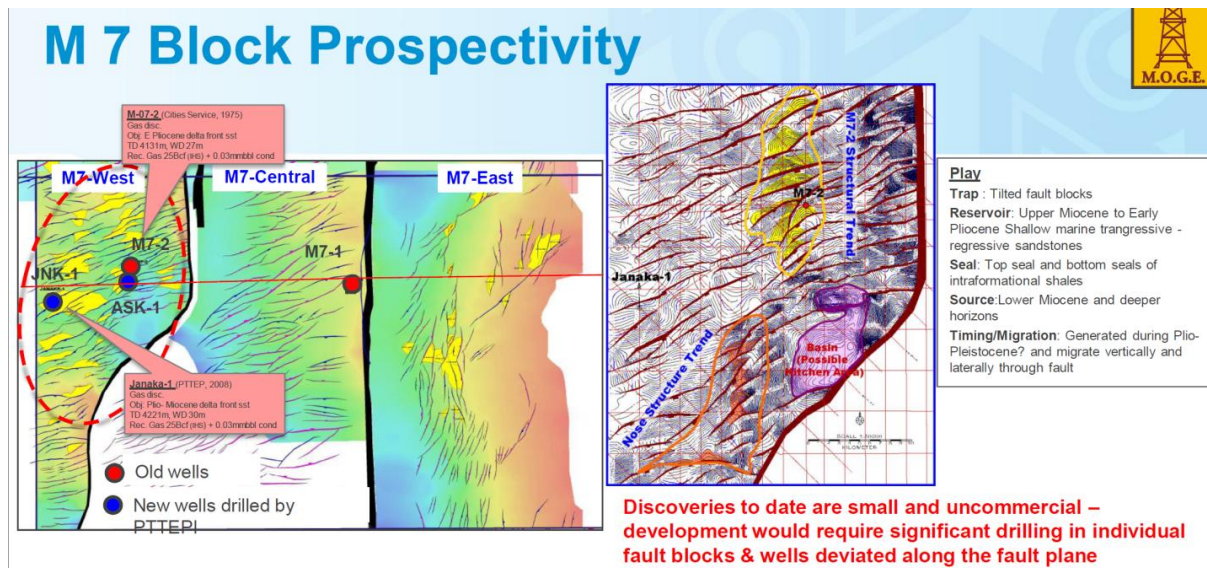 M 7 Block Prospectivity
M.O.G.E.
M-07-2 (Cities Service, 1975)
Gas disc.
Obj: E Pliocene delta front sst
TD 4131m, WD 27m
Rec. Gas 25Bcf (IHS) + 0.03mmbbl cond
M7-West
M7-Central
M7-East
M7-2
M7-1
JNK-1
ASK-1
Janaka-1 (PTTEP, 2008)
Gas disc.
Obj: Plio- Miocene delta front sst
TD 4221m, WD 30m
Rec. Gas 25Bcf (IHS) + 0.03mmbbl cond
Old wells
New wells drilled by
PTTEPI
M7-2 Structural Trend
M7-2
Janaka-1
Nose Structure Trend
Basin
(Possible
Kitchen Area)
KILOMETER
Play
Trap : Tilted fault blocks
Reservoir: Upper Miocene to Early
Pliocene Shallow marine trangressive -
regressive sandstones
Seal: Top seal and bottom seals of
intraformational shales
Source:Lower Miocene and deeper
horizons
Timing/Migration: Generated during Plio-
Pleistocene? and migrate vertically and
laterally through fault
Discoveries to date are small and uncommercial –
development would require significant drilling in individual
fault blocks & wells deviated along the fault plane